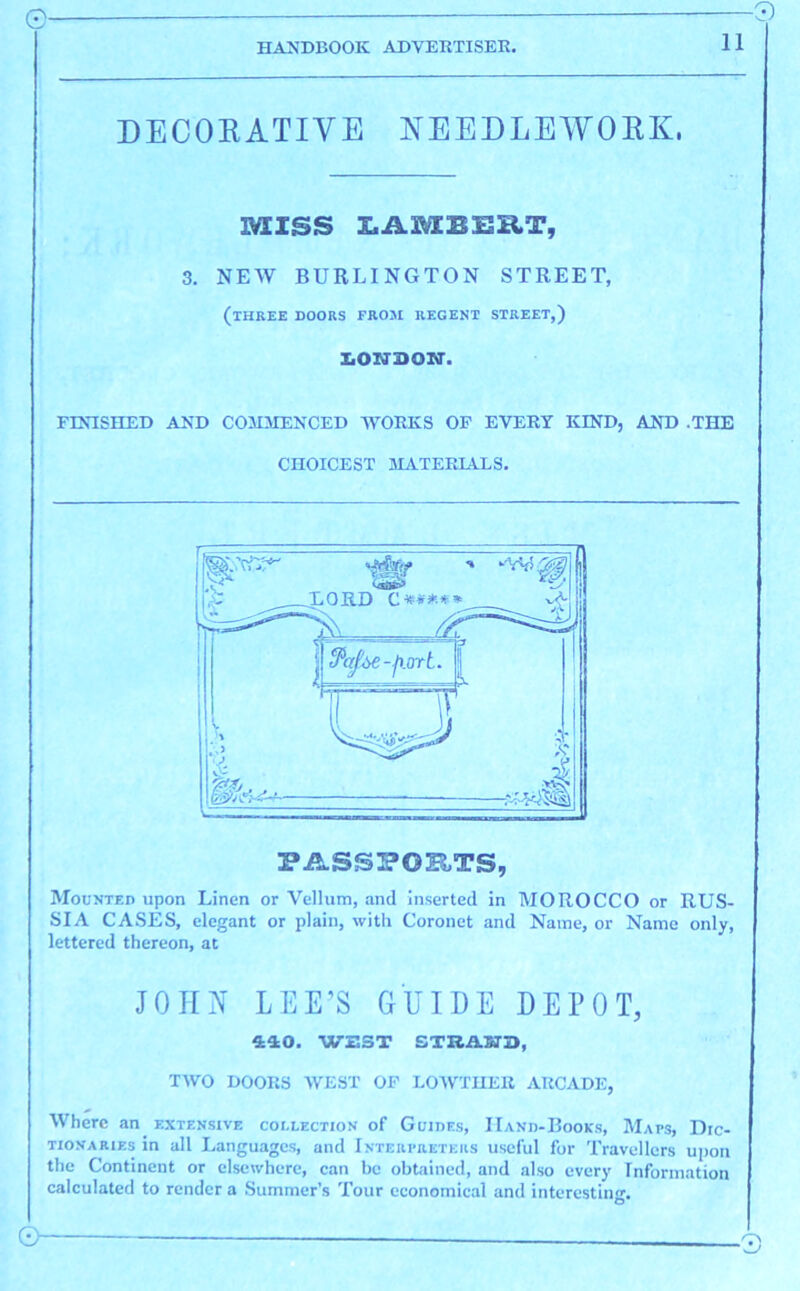 HANDBOOK ADVERTISER. 11
DECORATIVE NEEDLEWORK.
MISS LAMBERT,
3. NEW BURLINGTON STREET,
(THREE DOORS FROM REGENT STREET,)
LONDON.
FINISHED AND COMMENCED WORKS OF EVERY KIND, AND .THE
CHOICEST MATERIALS.
LORD C*****
Paſse-port.
PASSPORTS,
MOUNTED upon Linen or Vellum, and inserted in MOROCCO or RUS-
SIA CASES, elegant or plain, with Coronet and Name, or Name only,
lettered thereon, at
JOHN LEE'S GUIDE DEPOT,
440. WEST STRAND,
TWO DOORS WEST OF LOWTHER ARCADE,
Where an EXTENSIVE COLLECTION of GUIDES, HAND-BOOKS, MAPS, DIC-
TIONARIES in all Languages, and INTERPRETERS useful for Travellers upon
the Continent or elsewhere, can be obtained, and also every Information
calculated to render a Summer's Tour economical and interesting.